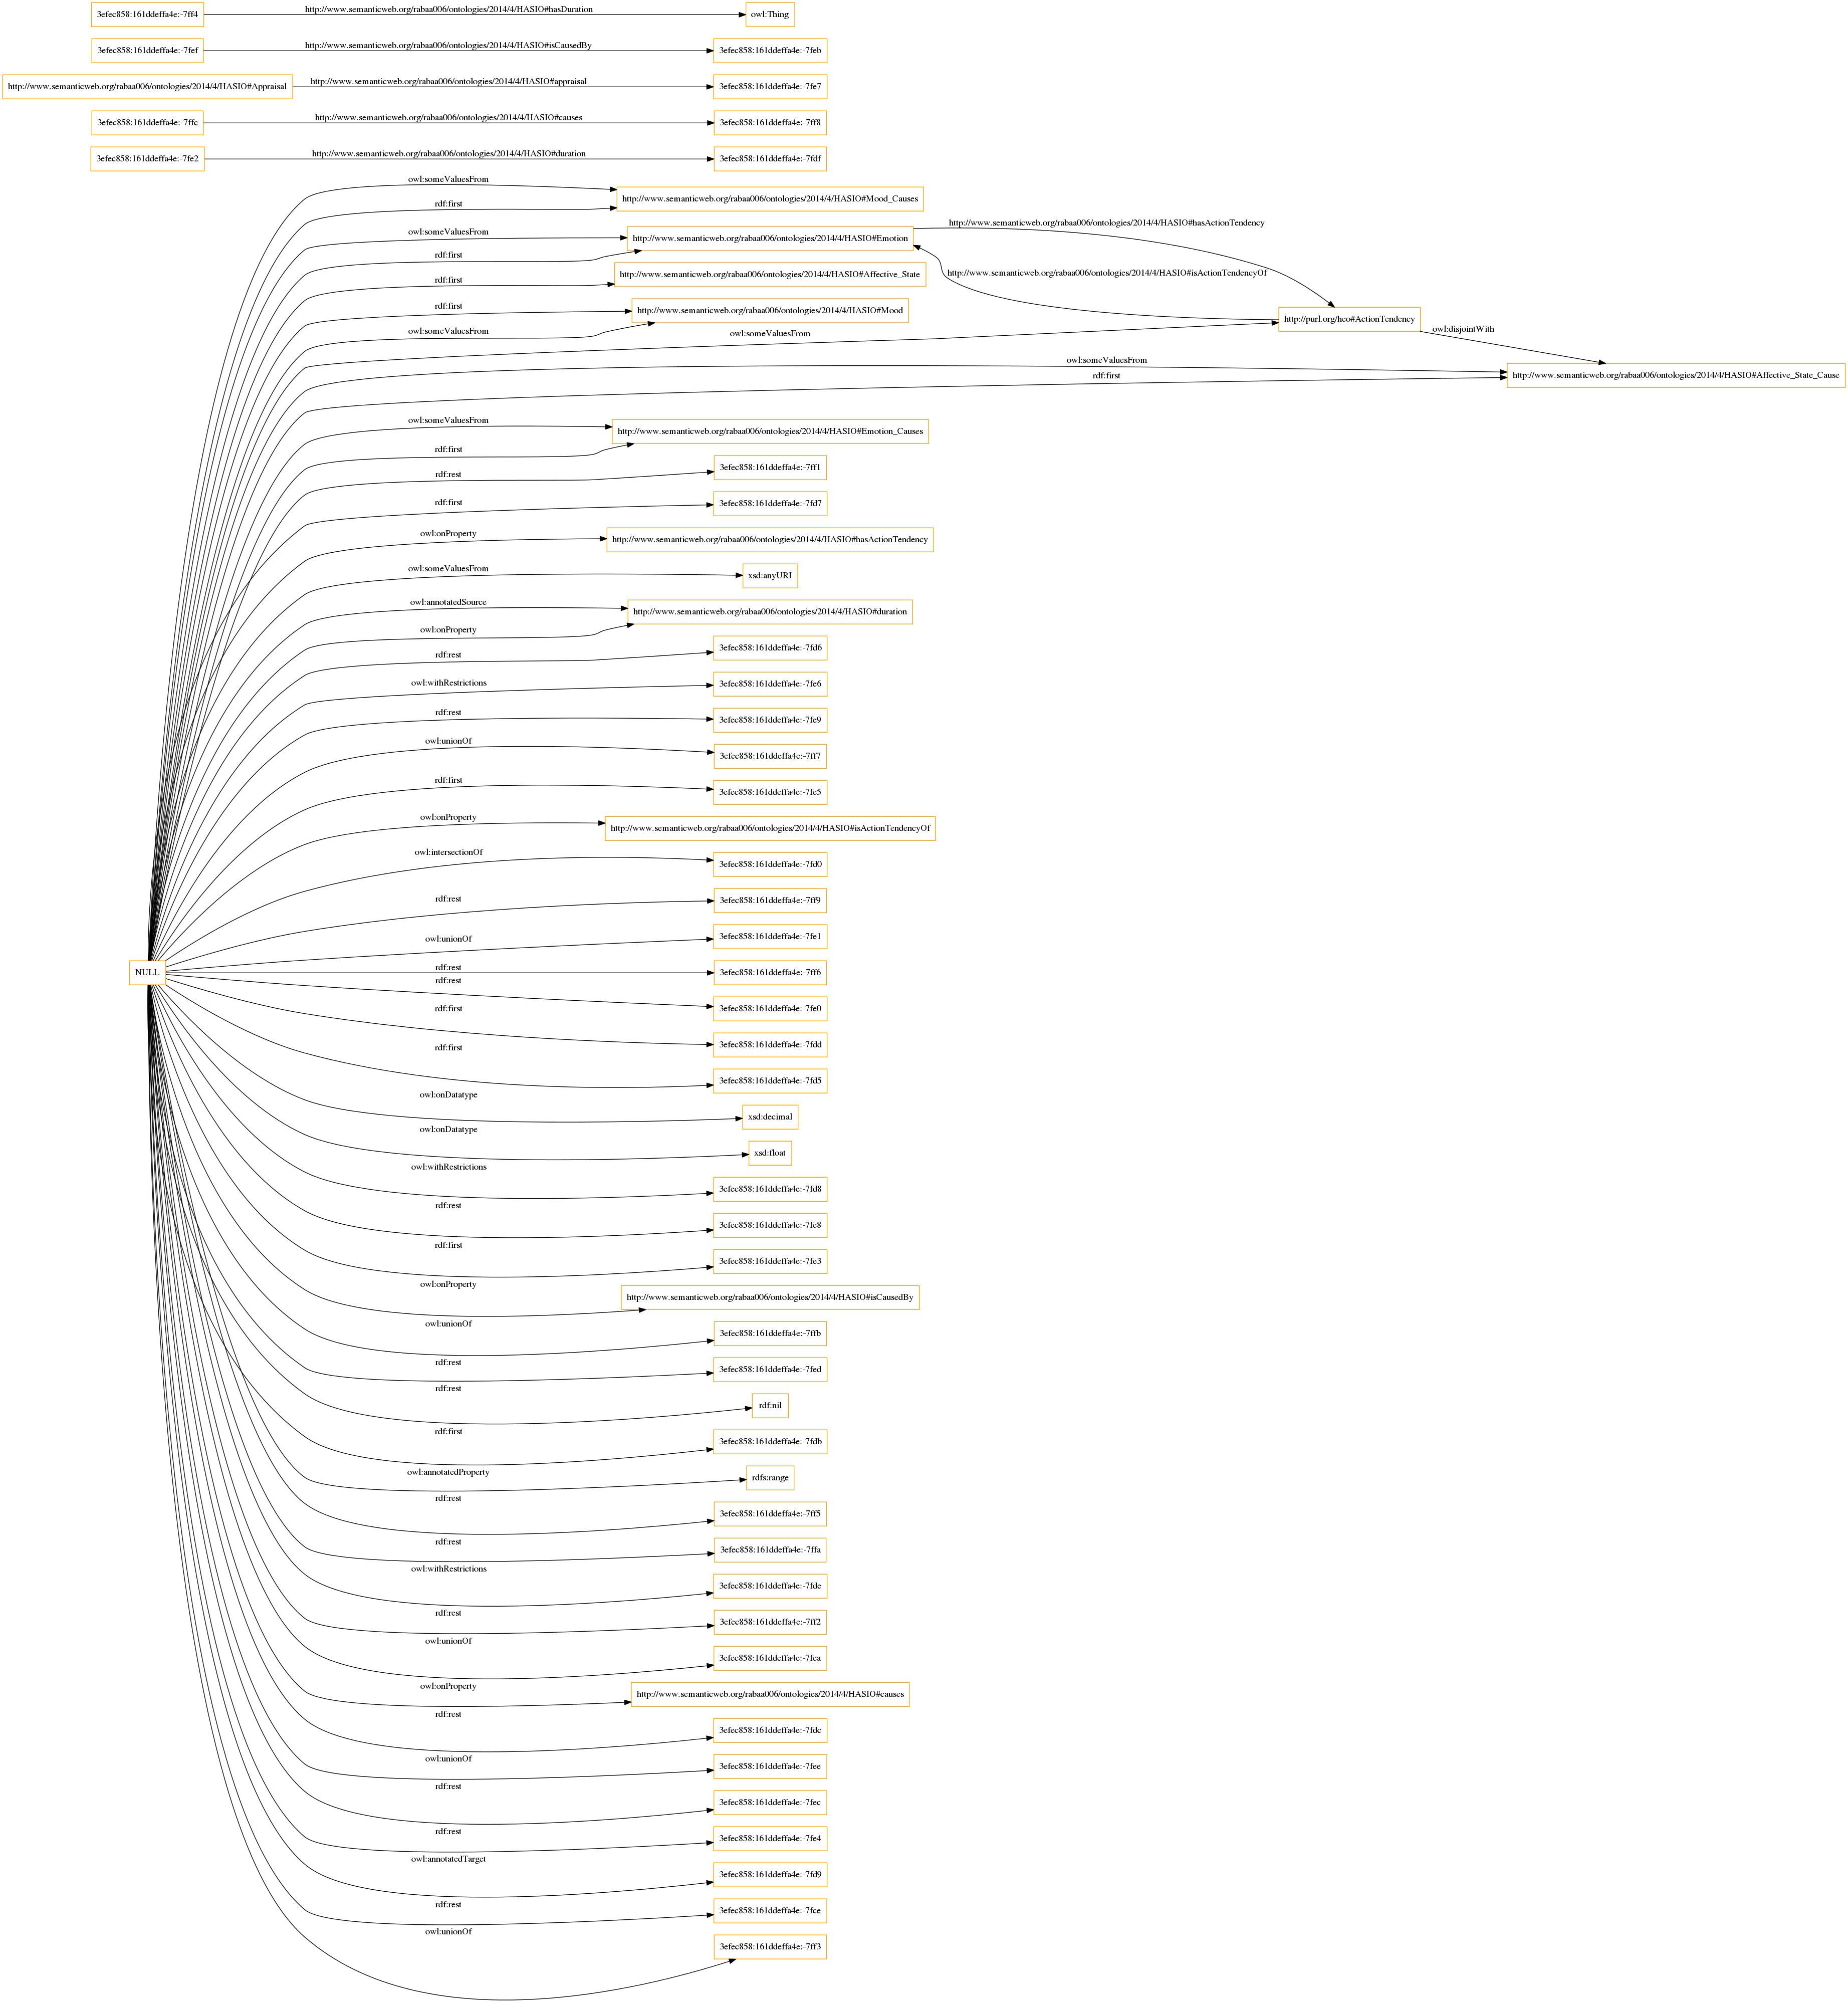 3efec858:161ddeffa4e:-7ff4
http://www.semanticweb.org/rabaa006/ontologies/2014/4/HASIO#hasDuration
owl:Thing
3efec858:161ddeffa4e:-7fef
http://www.semanticweb.org/rabaa006/ontologies/2014/4/HASIO#isCausedBy
3efec858:161ddeffa4e:-7feb
http://www.semanticweb.org/rabaa006/ontologies/2014/4/HASIO#Appraisal
http://www.semanticweb.org/rabaa006/ontologies/2014/4/HASIO#appraisal
3efec858:161ddeffa4e:-7fe7
3efec858:161ddeffa4e:-7ffc
http://www.semanticweb.org/rabaa006/ontologies/2014/4/HASIO#causes
3efec858:161ddeffa4e:-7ff8
3efec858:161ddeffa4e:-7fe2
http://www.semanticweb.org/rabaa006/ontologies/2014/4/HASIO#duration
3efec858:161ddeffa4e:-7fdf
owl:someValuesFrom
http://www.semanticweb.org/rabaa006/ontologies/2014/4/HASIO#Mood_Causes
rdf:first
http://www.semanticweb.org/rabaa006/ontologies/2014/4/HASIO#hasActionTendency
owl:someValuesFrom
http://www.semanticweb.org/rabaa006/ontologies/2014/4/HASIO#Emotion
rdf:first
http://www.semanticweb.org/rabaa006/ontologies/2014/4/HASIO#isActionTendencyOf
rdf:first
http://www.semanticweb.org/rabaa006/ontologies/2014/4/HASIO#Affective_State
rdf:first
http://www.semanticweb.org/rabaa006/ontologies/2014/4/HASIO#Mood
http://purl.org/heo#ActionTendency
owl:someValuesFrom
owl:someValuesFrom
owl:disjointWith
owl:someValuesFrom
rdf:first
http://www.semanticweb.org/rabaa006/ontologies/2014/4/HASIO#Affective_State_Cause
owl:someValuesFrom
http://www.semanticweb.org/rabaa006/ontologies/2014/4/HASIO#Emotion_Causes
rdf:first
rdf:rest
3efec858:161ddeffa4e:-7ff1
rdf:first
3efec858:161ddeffa4e:-7fd7
owl:onProperty
http://www.semanticweb.org/rabaa006/ontologies/2014/4/HASIO#hasActionTendency
owl:someValuesFrom
xsd:anyURI
owl:annotatedSource
http://www.semanticweb.org/rabaa006/ontologies/2014/4/HASIO#duration
owl:onProperty
rdf:rest
3efec858:161ddeffa4e:-7fd6
owl:withRestrictions
3efec858:161ddeffa4e:-7fe6
rdf:rest
3efec858:161ddeffa4e:-7fe9
owl:unionOf
3efec858:161ddeffa4e:-7ff7
rdf:first
3efec858:161ddeffa4e:-7fe5
owl:onProperty
http://www.semanticweb.org/rabaa006/ontologies/2014/4/HASIO#isActionTendencyOf
owl:intersectionOf
3efec858:161ddeffa4e:-7fd0
rdf:rest
3efec858:161ddeffa4e:-7ff9
owl:unionOf
3efec858:161ddeffa4e:-7fe1
NULL
rdf:rest
3efec858:161ddeffa4e:-7ff6
rdf:rest
3efec858:161ddeffa4e:-7fe0
rdf:first
3efec858:161ddeffa4e:-7fdd
rdf:first
3efec858:161ddeffa4e:-7fd5
owl:onDatatype
xsd:decimal
owl:onDatatype
xsd:float
owl:withRestrictions
3efec858:161ddeffa4e:-7fd8
rdf:rest
3efec858:161ddeffa4e:-7fe8
rdf:first
3efec858:161ddeffa4e:-7fe3
owl:onProperty
http://www.semanticweb.org/rabaa006/ontologies/2014/4/HASIO#isCausedBy
owl:unionOf
3efec858:161ddeffa4e:-7ffb
rdf:rest
3efec858:161ddeffa4e:-7fed
rdf:rest
rdf:nil
rdf:first
3efec858:161ddeffa4e:-7fdb
owl:annotatedProperty
rdfs:range
rdf:rest
3efec858:161ddeffa4e:-7ff5
rdf:rest
3efec858:161ddeffa4e:-7ffa
owl:withRestrictions
3efec858:161ddeffa4e:-7fde
rdf:rest
3efec858:161ddeffa4e:-7ff2
owl:unionOf
3efec858:161ddeffa4e:-7fea
owl:onProperty
http://www.semanticweb.org/rabaa006/ontologies/2014/4/HASIO#causes
rdf:rest
3efec858:161ddeffa4e:-7fdc
owl:unionOf
3efec858:161ddeffa4e:-7fee
rdf:rest
3efec858:161ddeffa4e:-7fec
rdf:rest
3efec858:161ddeffa4e:-7fe4
owl:annotatedTarget
3efec858:161ddeffa4e:-7fd9
rdf:rest
3efec858:161ddeffa4e:-7fce
owl:unionOf
3efec858:161ddeffa4e:-7ff3